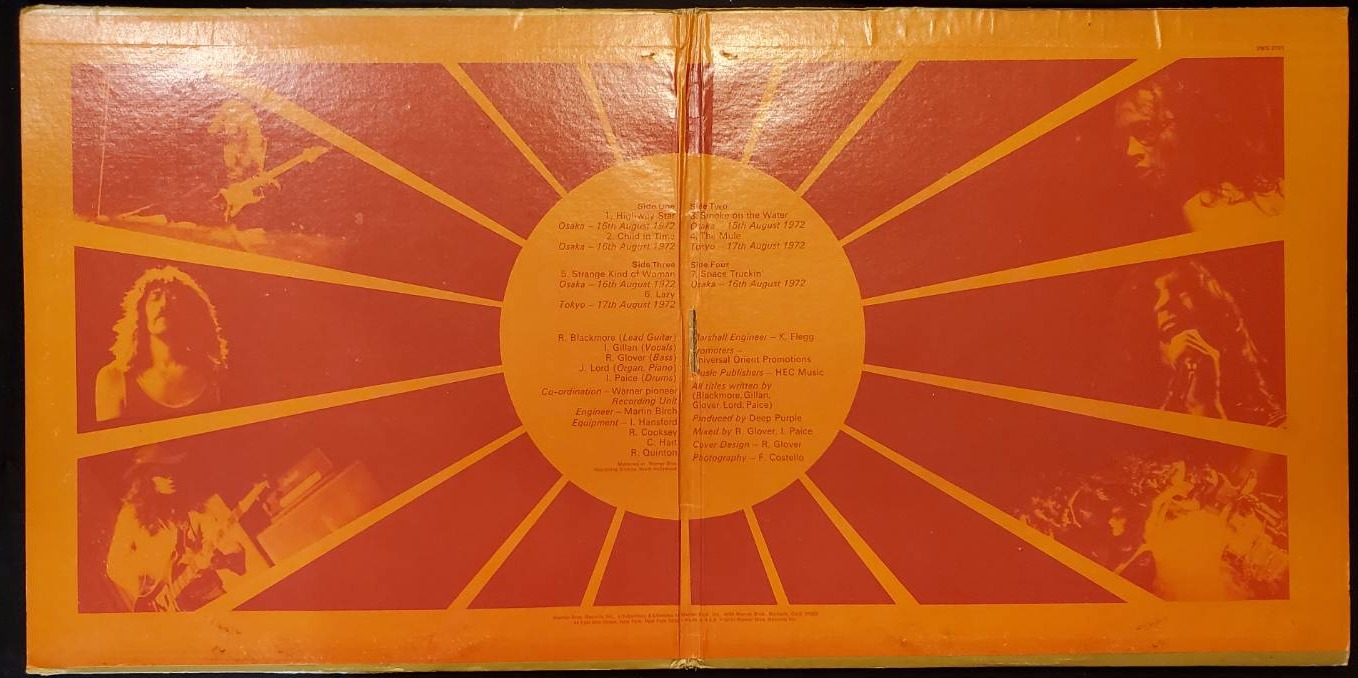 Side One
1. Highway Star
Osaka – 16th August 1972
2. Child in Time
Osaka – 16th August 1972
Side Three
5. Strange Kind of Woman
Osaka – 16th August 1972
6. Lazy
Tokyo – 17th August 1972
R. Blackmore (Lead Guitar)
I. Gillan (Vocals)
R. Glover (Bass)
J. Lord (Organ, Piano)
I. Paice (Drums)
Co-ordination – Warner pioneer
Recording Unit
Engineer – Martin Birch
Equipment – I. Hansford
R. Cooksey
C. Hart
R. Quinton
Side Two
3. Smoke on the Water
Osaka – 15th August 1972
4. The Mule
Tokyo – 17th August 1972
Side Four
7. Space Truckin'
Osaka – 16th August 1972
Marshall Engineer – K. Flegg
Promoters –
Universal Orient Promotions
Music Publishers – HEC Music
All titles written by
(Blackmore, Gillan,
Glover, Lord, Paice)
Produced by Deep Purple
Mixed by R. Glover, I. Paice
Cover Design – R. Glover
Photography – F. Costello